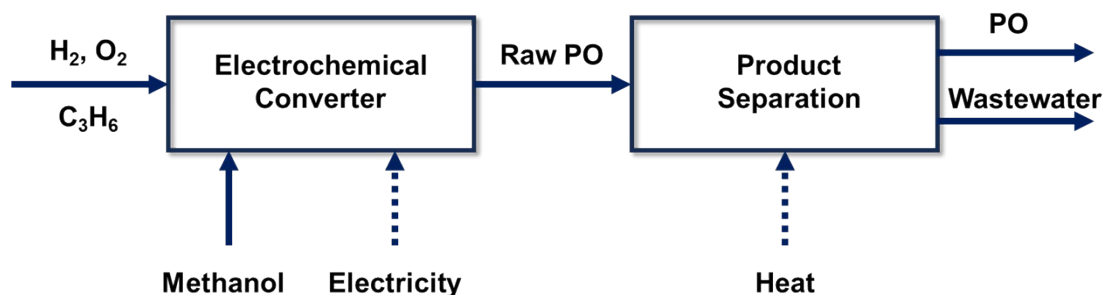 H₂, O₂
C₃H₆
Electrochemical
Converter
Raw PO
Product
Separation
PO
Wastewater
Methanol
Electricity
Heat